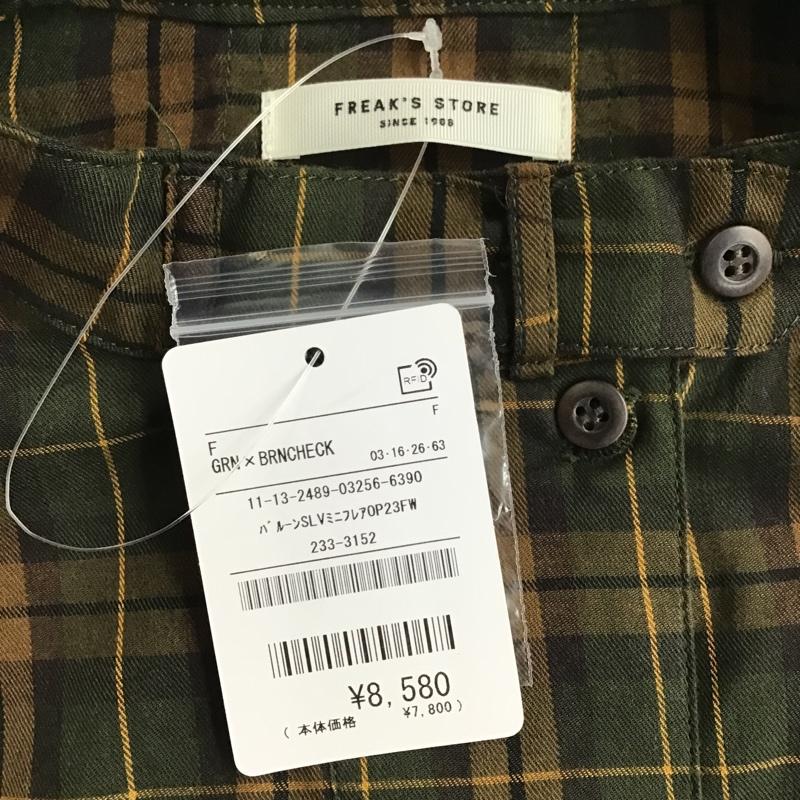 FREAK'S STORE
SINCE 1908
RFID
F
F
GRN×BRNCHECK 03·16·26·63
11-13-2489-03256-6390
ﾊﾞﾙｰﾝSLVﾐﾆﾌﾚｱOP23FW
233-3152
¥8,580
(本体価格 ¥7,800)